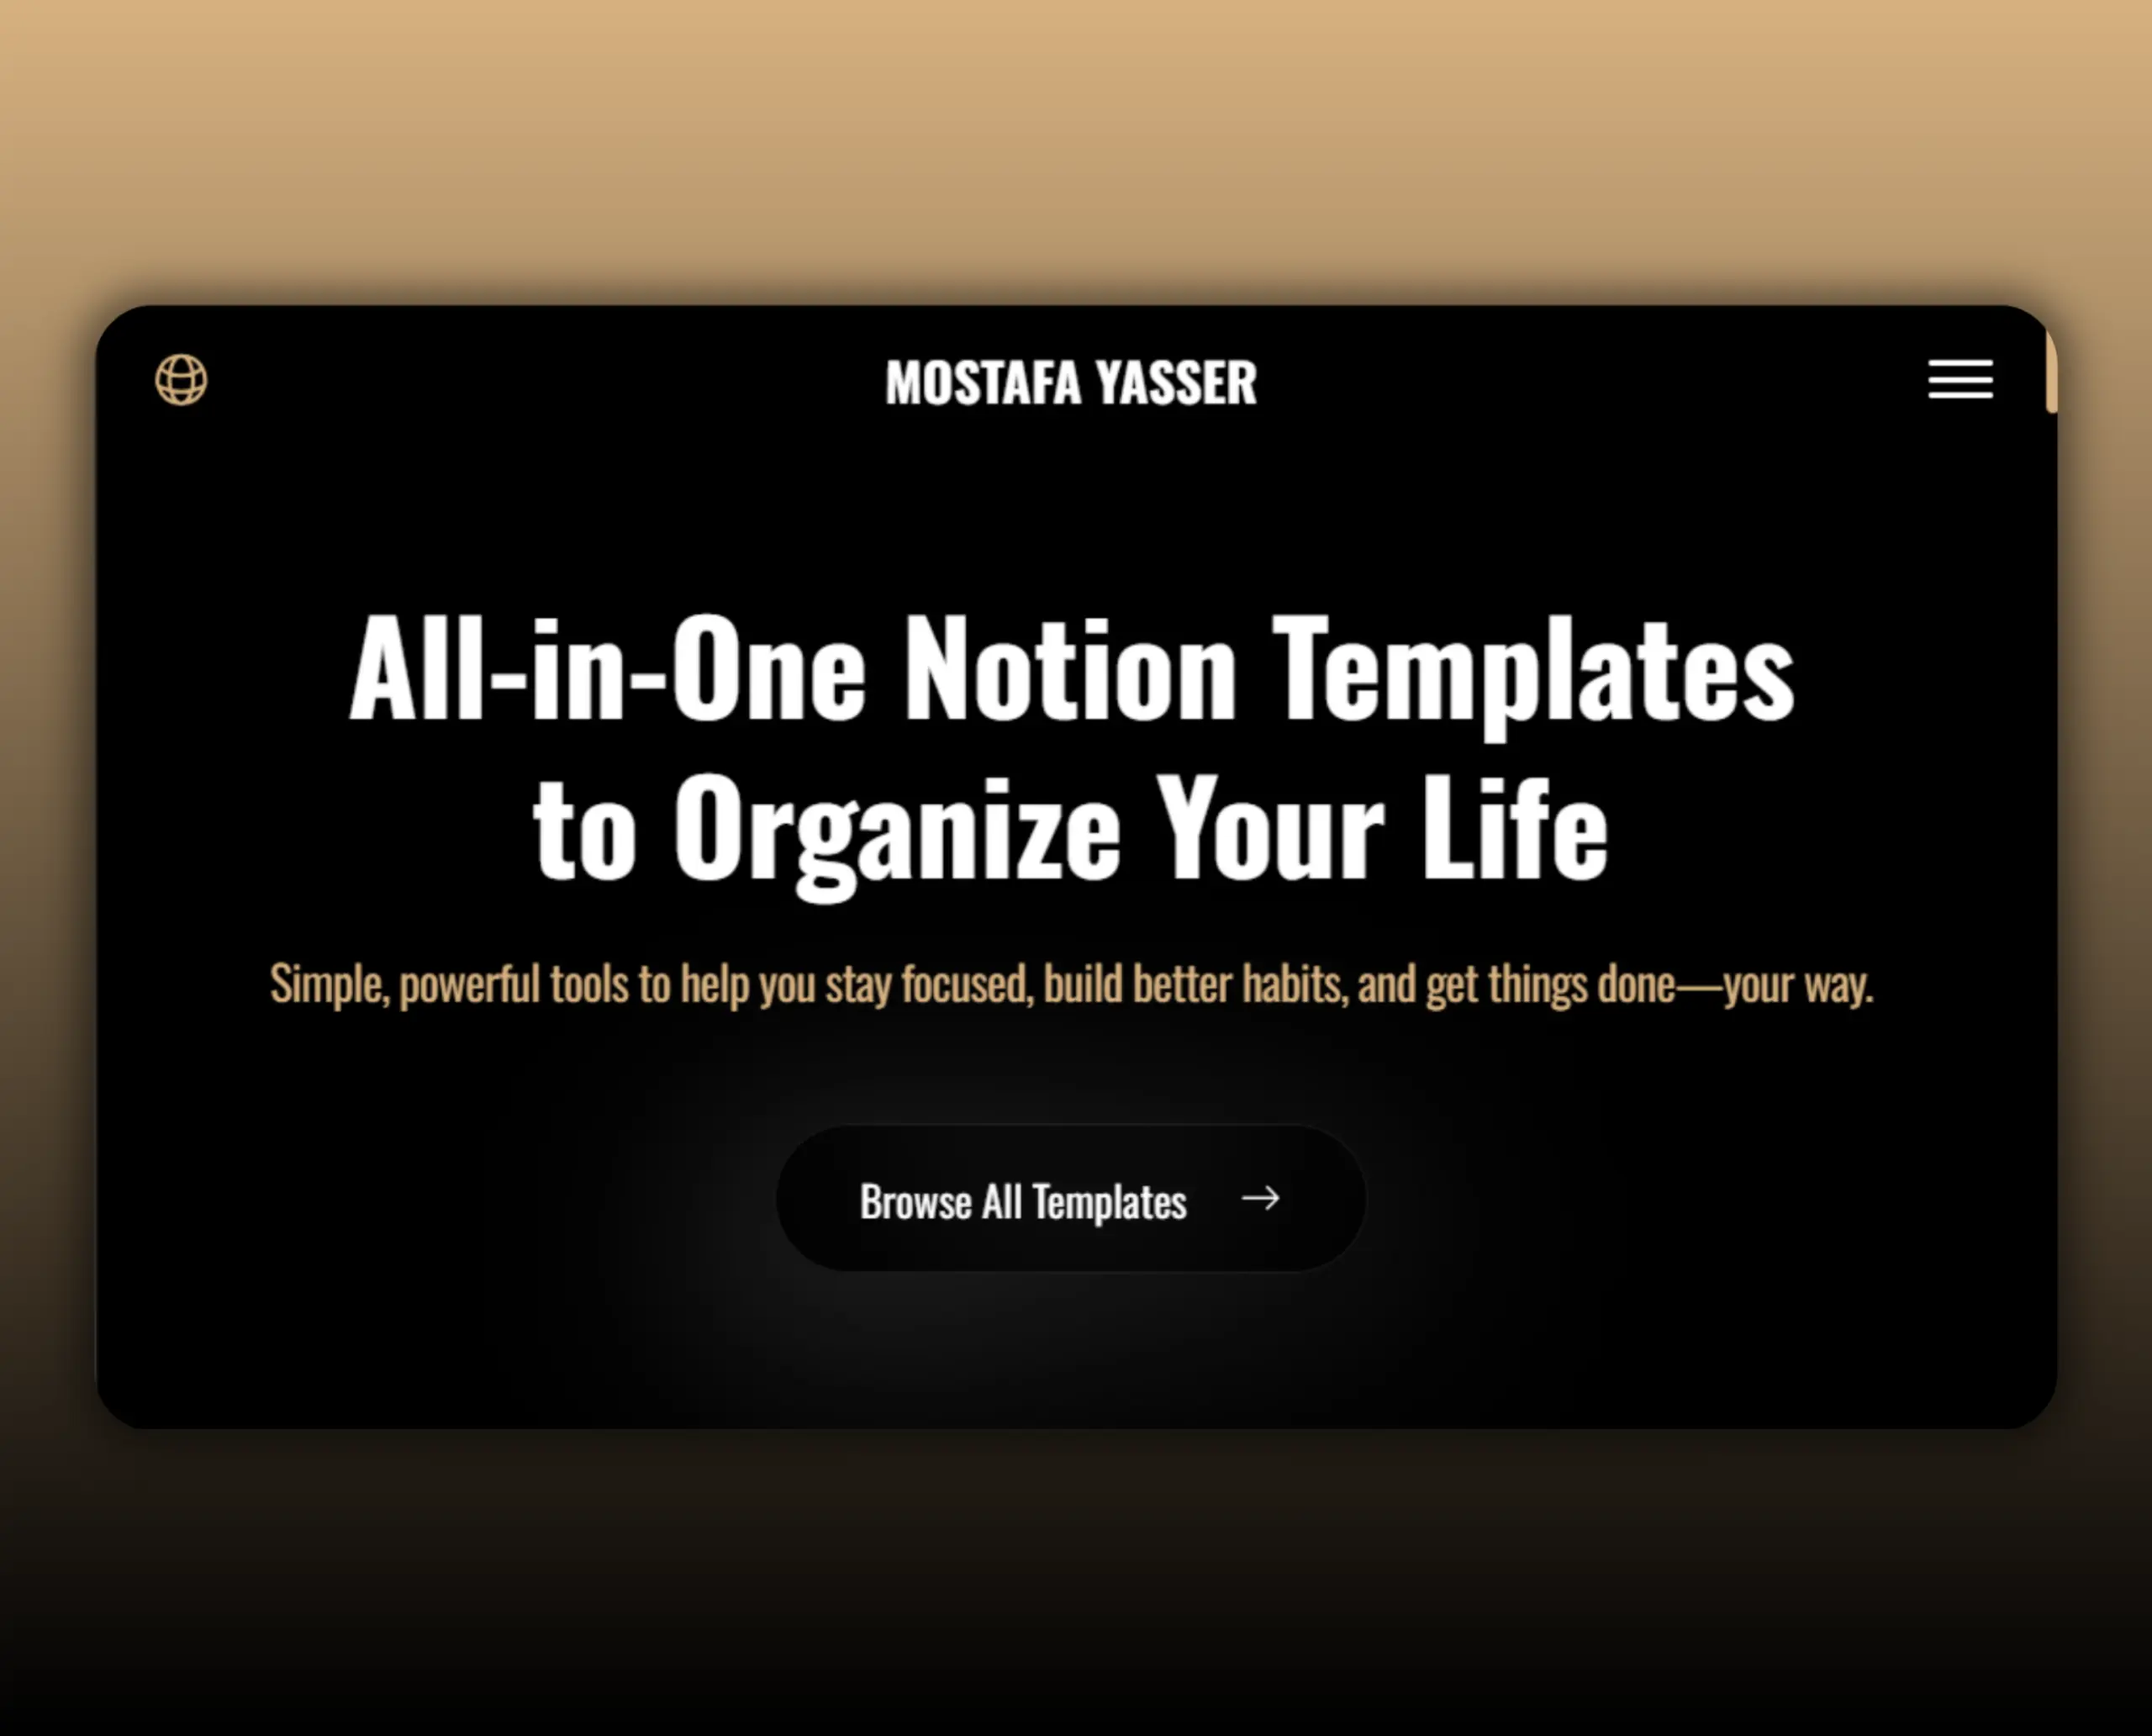 MOSTAFA YASSER
All-in-One Notion Templates
to Organize Your Life
Simple, powerful tools to help you stay focused, build better habits, and get things done—your way.
Browse All Templates →